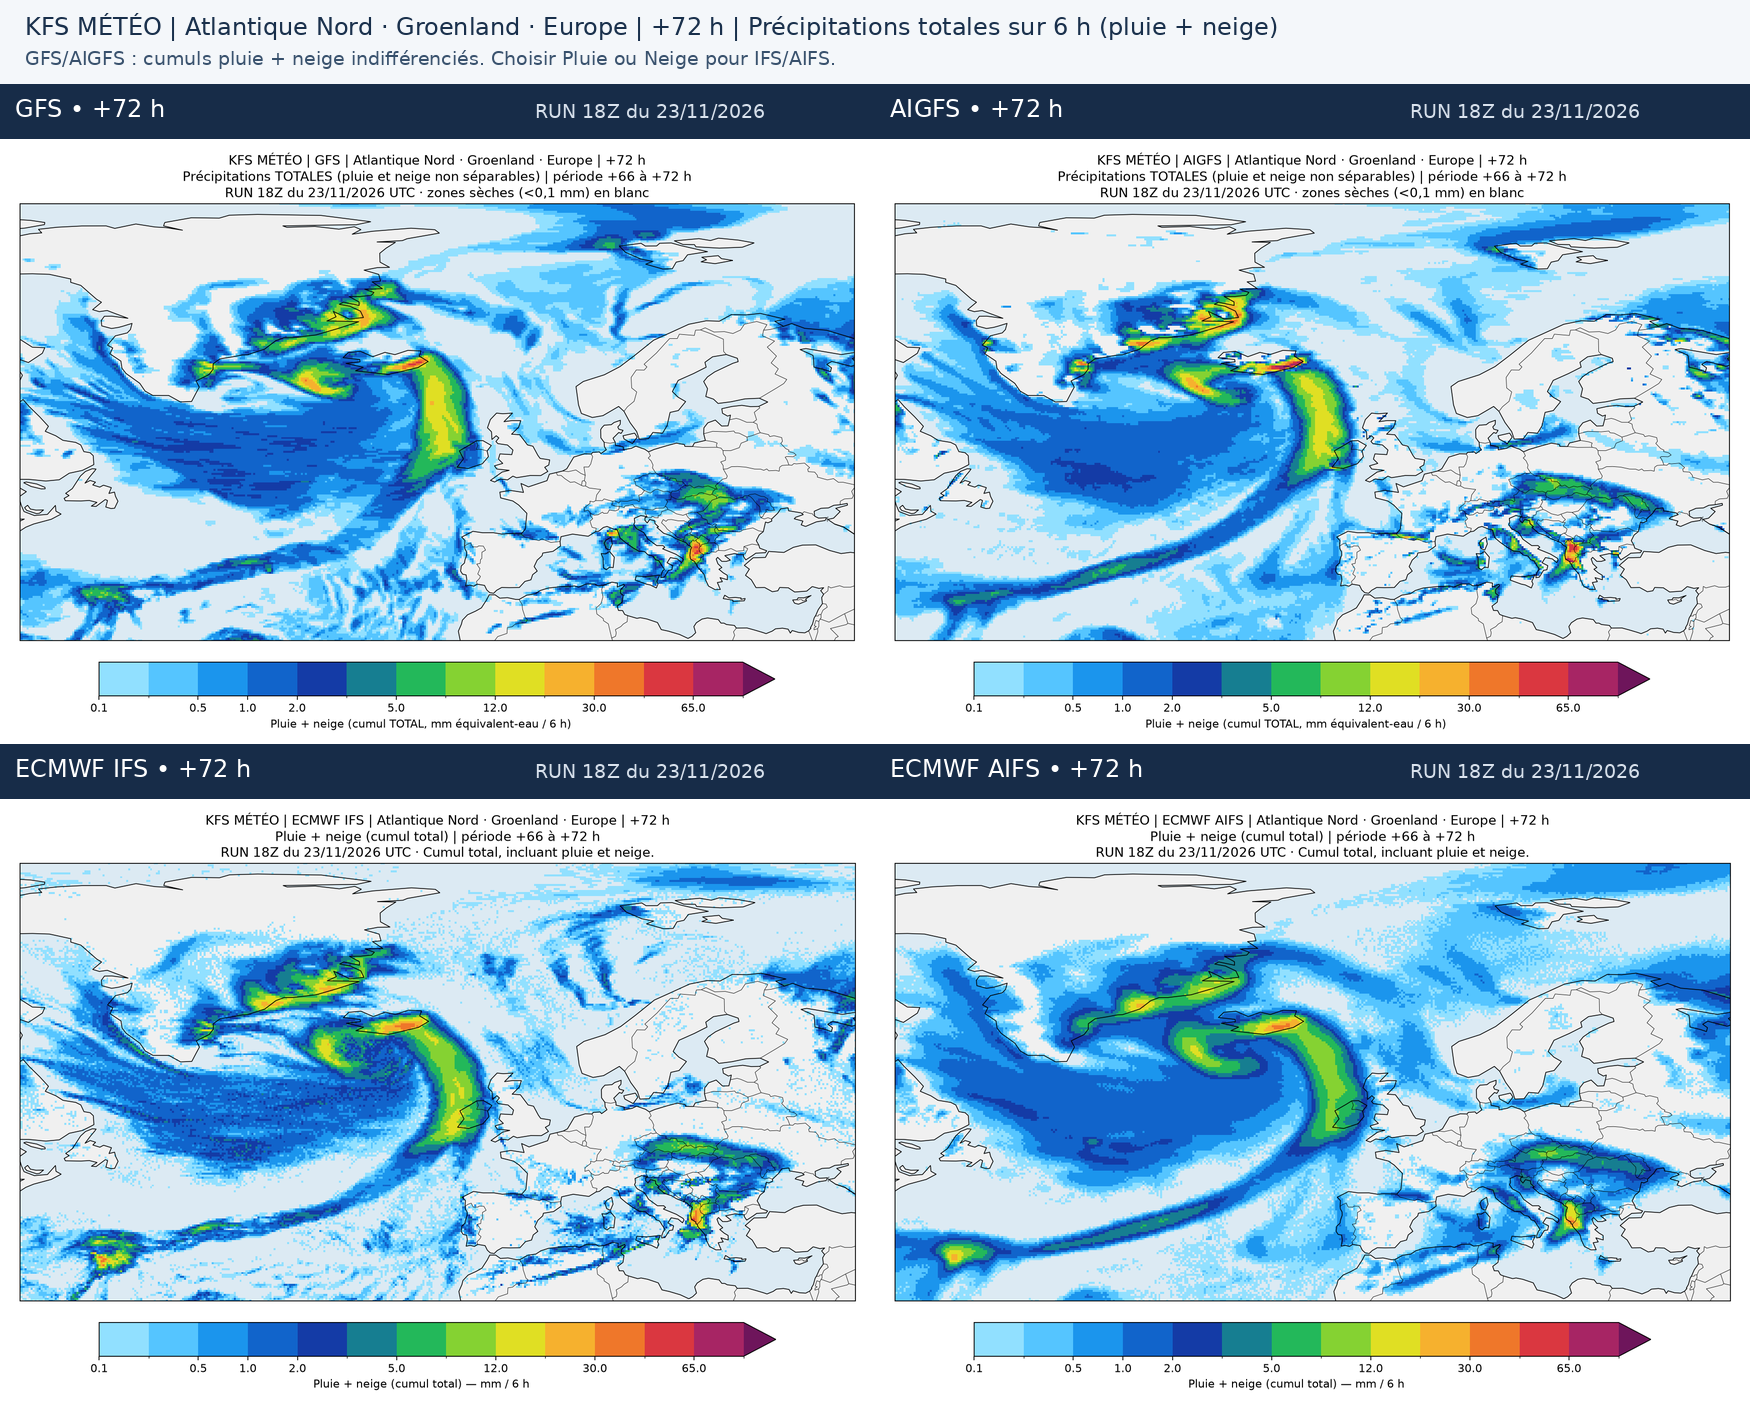 KFS MÉTÉO | Atlantique Nord · Groenland · Europe | +72 h | Précipitations totales sur 6 h (pluie + neige)
GFS/AIGFS : cumuls pluie + neige indifférenciés. Choisir Pluie ou Neige pour IFS/AIFS.
GFS • +72 h
RUN 18Z du 23/11/2026
AIGFS • +72 h
RUN 18Z du 23/11/2026
KFS MÉTÉO | GFS | Atlantique Nord · Groenland · Europe | +72 h
Précipitations TOTALES (pluie et neige non séparables) | période +66 à +72 h
RUN 18Z du 23/11/2026 UTC · zones sèches (<0,1 mm) en blanc
KFS MÉTÉO | AIGFS | Atlantique Nord · Groenland · Europe | +72 h
Précipitations TOTALES (pluie et neige non séparables) | période +66 à +72 h
RUN 18Z du 23/11/2026 UTC · zones sèches (<0,1 mm) en blanc
0.1 0.5 1.0 2.0 5.0 12.0 30.0 65.0
Pluie + neige (cumul TOTAL, mm équivalent-eau / 6 h)
0.1 0.5 1.0 2.0 5.0 12.0 30.0 65.0
Pluie + neige (cumul TOTAL, mm équivalent-eau / 6 h)
ECMWF IFS • +72 h
RUN 18Z du 23/11/2026
ECMWF AIFS • +72 h
RUN 18Z du 23/11/2026
KFS MÉTÉO | ECMWF IFS | Atlantique Nord · Groenland · Europe | +72 h
Pluie + neige (cumul total) | période +66 à +72 h
RUN 18Z du 23/11/2026 UTC · Cumul total, incluant pluie et neige.
KFS MÉTÉO | ECMWF AIFS | Atlantique Nord · Groenland · Europe | +72 h
Pluie + neige (cumul total) | période +66 à +72 h
RUN 18Z du 23/11/2026 UTC · Cumul total, incluant pluie et neige.
0.1 0.5 1.0 2.0 5.0 12.0 30.0 65.0
Pluie + neige (cumul total) — mm / 6 h
0.1 0.5 1.0 2.0 5.0 12.0 30.0 65.0
Pluie + neige (cumul total) — mm / 6 h